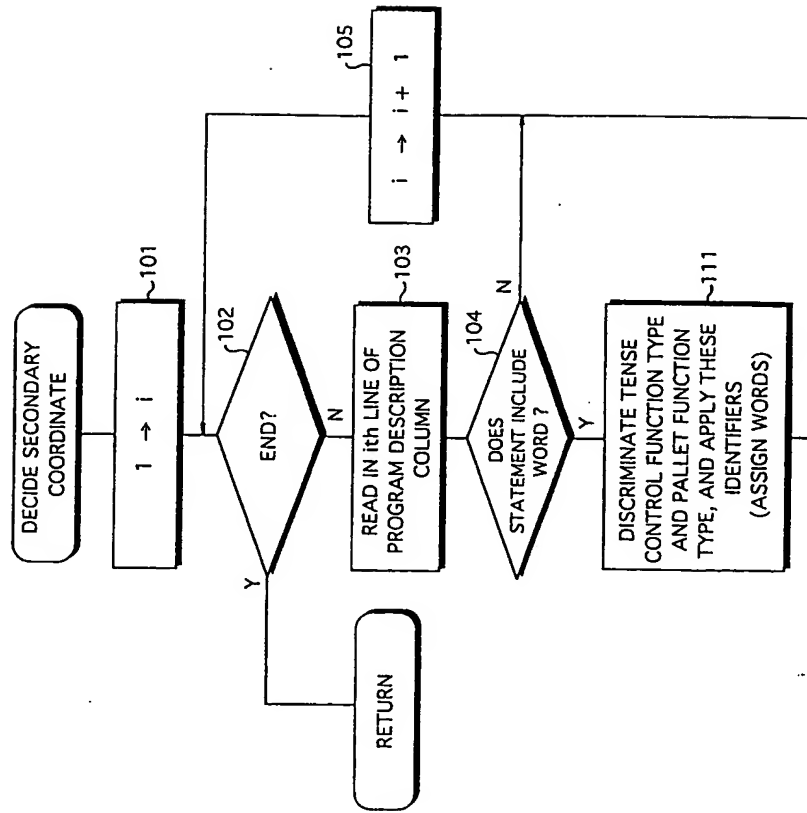 DECIDE SECONDARY
COORDINATE
101
1 → i
102
END?
Y
N
RETURN
103
READ IN ith LINE OF
PROGRAM DESCRIPTION
COLUMN
104
DOES
STATEMENT INCLUDE
WORD ?
N
Y
105
i → i + 1
111
DISCRIMINATE TENSE
CONTROL FUNCTION TYPE
AND PALLET FUNCTION
TYPE, AND APPLY THESE
IDENTIFIERS
(ASSIGN WORDS)